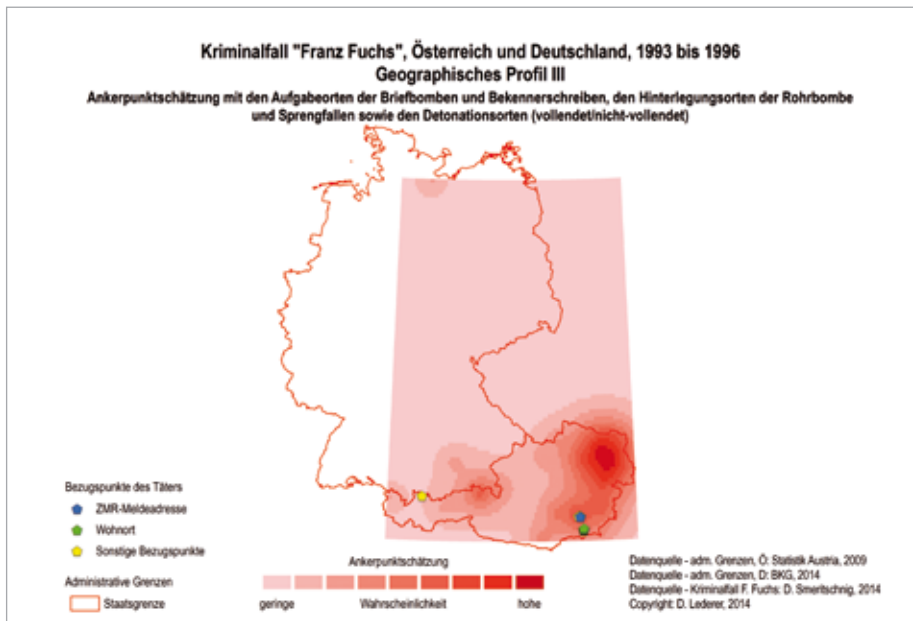 Kriminalfall "Franz Fuchs", Österreich und Deutschland, 1993 bis 1996
Geographisches Profil III
Ankerpunktschätzung mit den Aufgabeorten der Briefbomben und Bekennerschreiben, den Hinterlegungsorten der Rohrbombe
und Sprengfallen sowie den Detonationsorten (vollendet/nicht-vollendet)
Bezugspunkte des Täters
ZMR-Meldeadresse
Wohnort
Sonstige Bezugspunkte
Administrative Grenzen
Staatsgrenze
Ankerpunktschätzung
geringe Wahrscheinlichkeit hohe
Datenquelle - adm. Grenzen, Ö: Statistik Austria, 2009
Datenquelle - adm. Grenzen, D: BKG, 2014
Datenquelle - Kriminalfall F. Fuchs: D. Smeritschnig, 2014
Copyright: D. Lederer, 2014